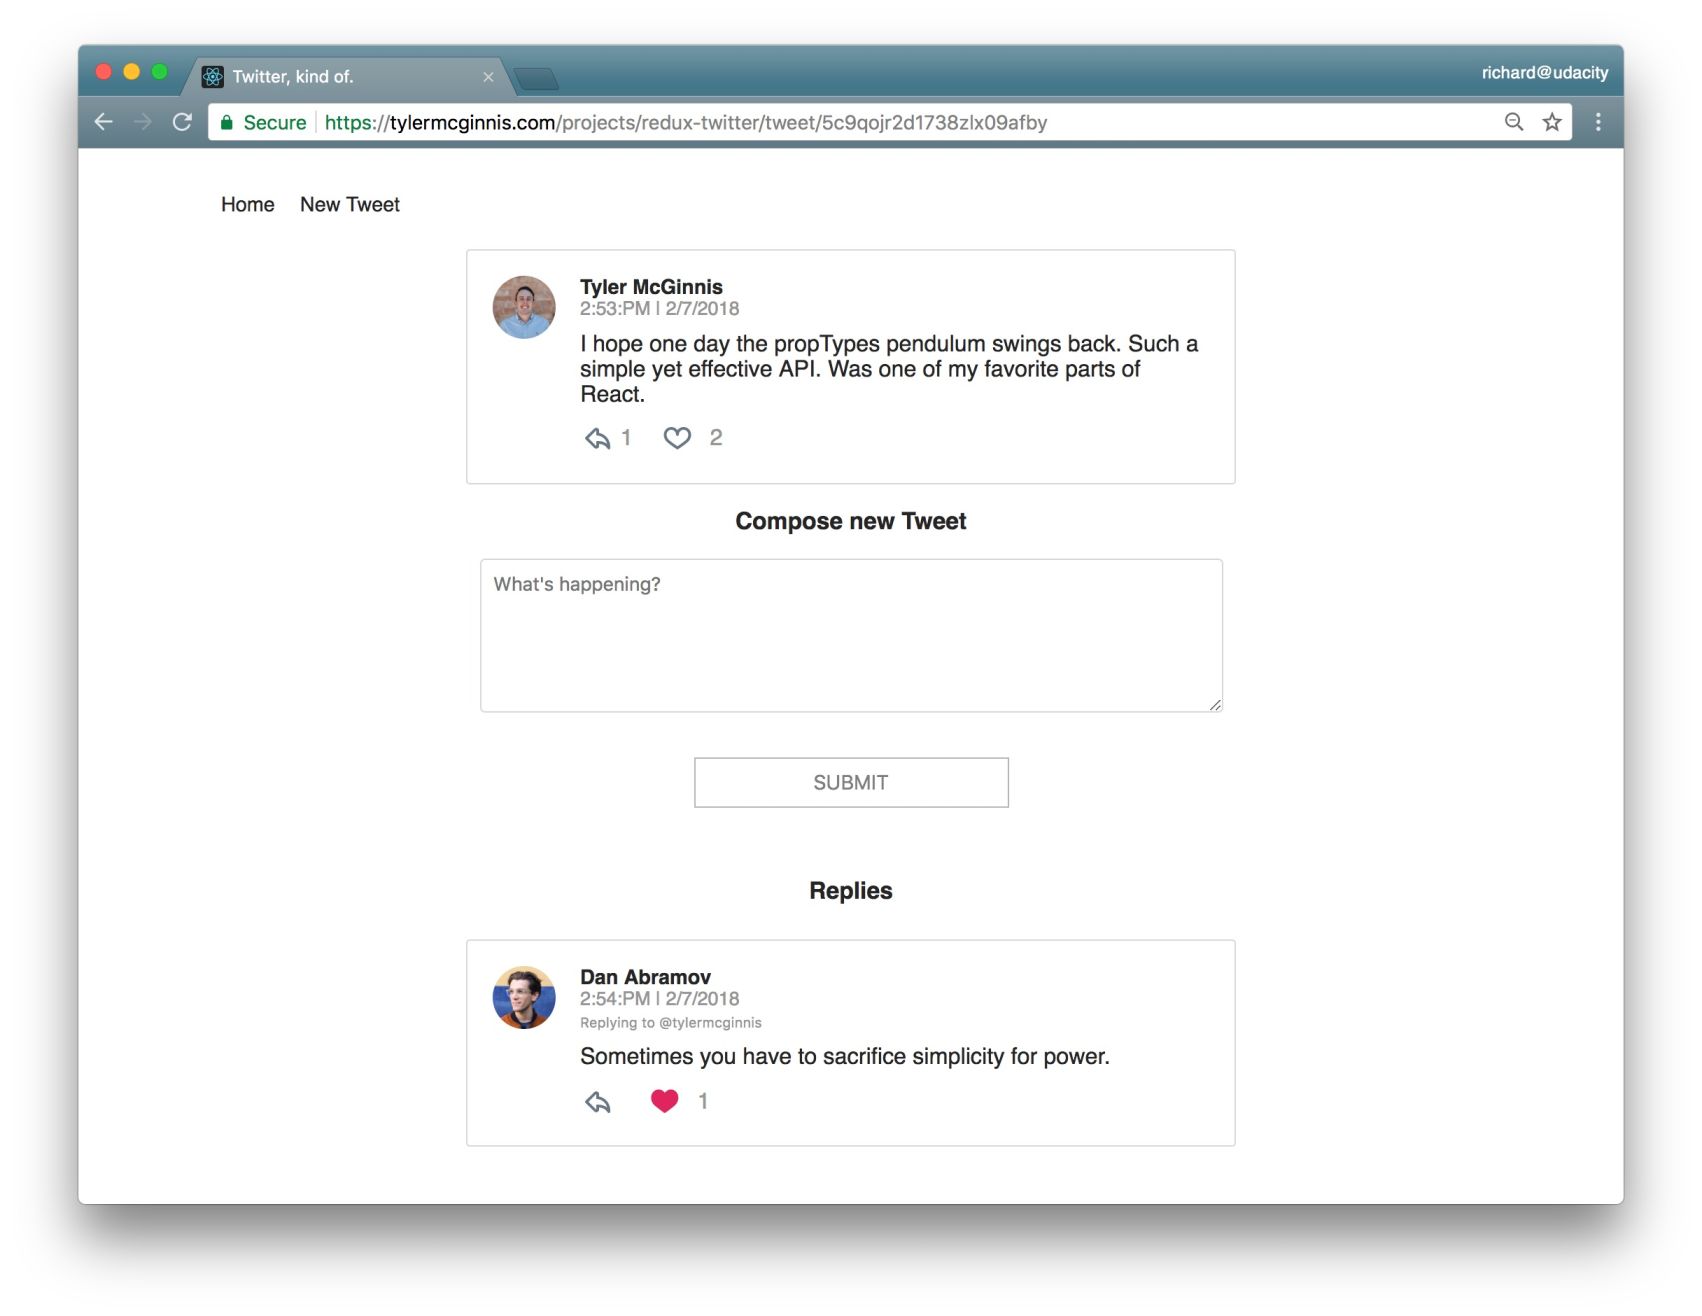 Twitter, kind of.
richard@udacity
Secure https://tylermcginnis.com/projects/redux-twitter/tweet/5c9qojr2d1738zlx09afby
Home New Tweet
Tyler McGinnis
2:53:PM | 2/7/2018
I hope one day the propTypes pendulum swings back. Such a
simple yet effective API. Was one of my favorite parts of
React.
1 2
Compose new Tweet
What's happening?
SUBMIT
Replies
Dan Abramov
2:54:PM | 2/7/2018
Replying to @tylermcginnis
Sometimes you have to sacrifice simplicity for power.
1